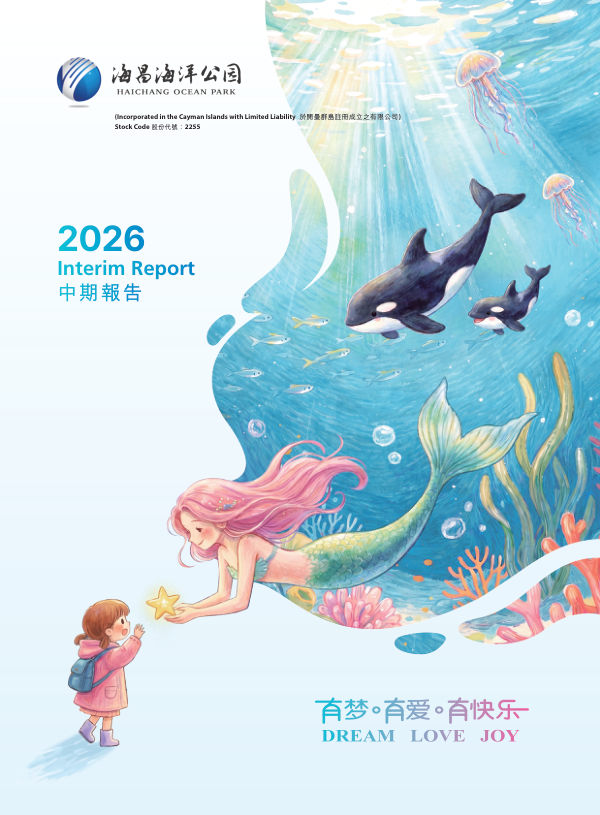 海昌海洋公园
HAICHANG OCEAN PARK
(Incorporated in the Cayman Islands with Limited Liability 於開曼群島註冊成立之有限公司)
Stock Code 股份代號：2255
2026
Interim Report
中期報告
有梦。有爱。有快乐
DREAM LOVE JOY